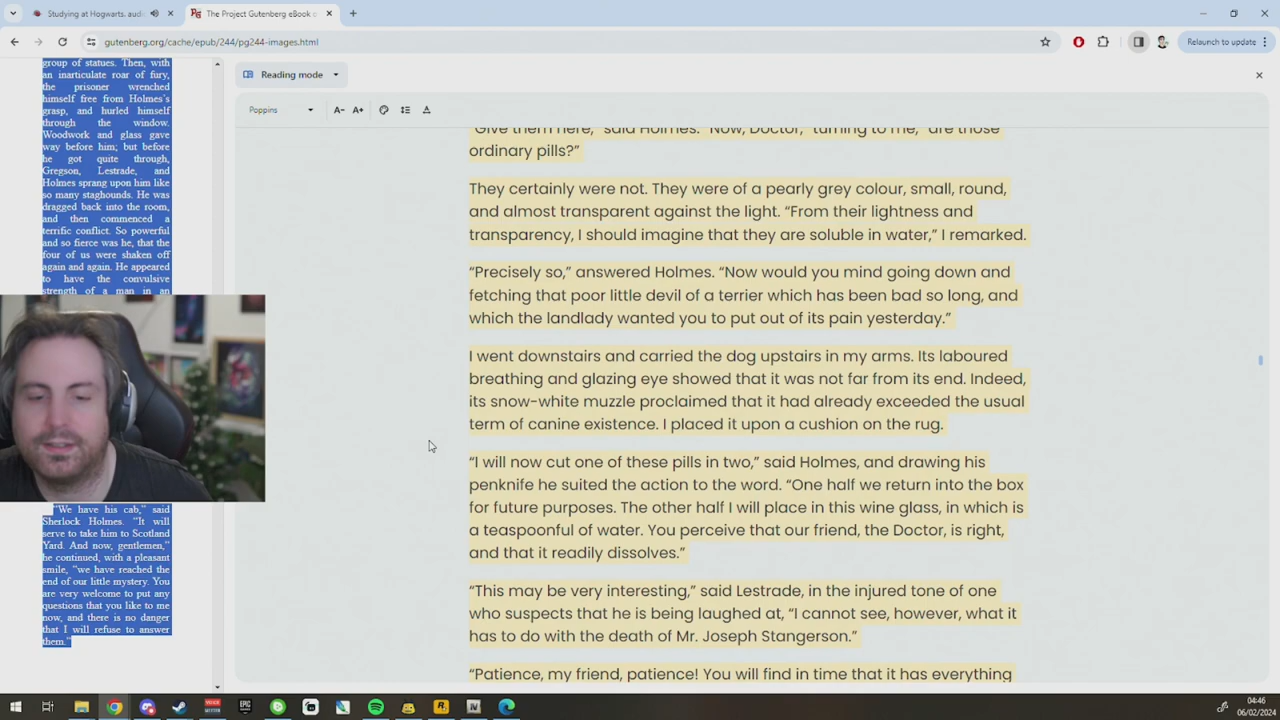 Studying at Hogwarts. audi
The Project Gutenberg eBook o
gutenberg.org/cache/epub/244/pg244-images.html
Relaunch to update
group of statues. Then, with
an inarticulate roar of fury,
the prisoner wrenched
himself free from Holmes's
grasp, and hurled himself
through the window.
Woodwork and glass gave
way before him; but before
he got quite through,
Gregson, Lestrade, and
Holmes sprang upon him like
so many staghounds. He was
dragged back into the room,
and then commenced a
terrific conflict. So powerful
and so fierce was he, that the
four of us were shaken off
again and again. He appeared
to have the convulsive
strength of a man in an
“We have his cab,” said
Sherlock Holmes. “It will
serve to take him to Scotland
Yard. And now, gentlemen,”
he continued, with a pleasant
smile, “we have reached the
end of our little mystery. You
are very welcome to put any
questions that you like to me
now, and there is no danger
that I will refuse to answer
them.”
Reading mode
Poppins
A-
A+
“Give them here,” said Holmes. “Now, Doctor,” turning to me, “are those
ordinary pills?”
They certainly were not. They were of a pearly grey colour, small, round,
and almost transparent against the light. “From their lightness and
transparency, I should imagine that they are soluble in water,” I remarked.
“Precisely so,” answered Holmes. “Now would you mind going down and
fetching that poor little devil of a terrier which has been bad so long, and
which the landlady wanted you to put out of its pain yesterday.”
I went downstairs and carried the dog upstairs in my arms. Its laboured
breathing and glazing eye showed that it was not far from its end. Indeed,
its snow-white muzzle proclaimed that it had already exceeded the usual
term of canine existence. I placed it upon a cushion on the rug.
“I will now cut one of these pills in two,” said Holmes, and drawing his
penknife he suited the action to the word. “One half we return into the box
for future purposes. The other half I will place in this wine glass, in which is
a teaspoonful of water. You perceive that our friend, the Doctor, is right,
and that it readily dissolves.”
“This may be very interesting,” said Lestrade, in the injured tone of one
who suspects that he is being laughed at, “I cannot see, however, what it
has to do with the death of Mr. Joseph Stangerson.”
“Patience, my friend, patience! You will find in time that it has everything
04:46
06/02/2024